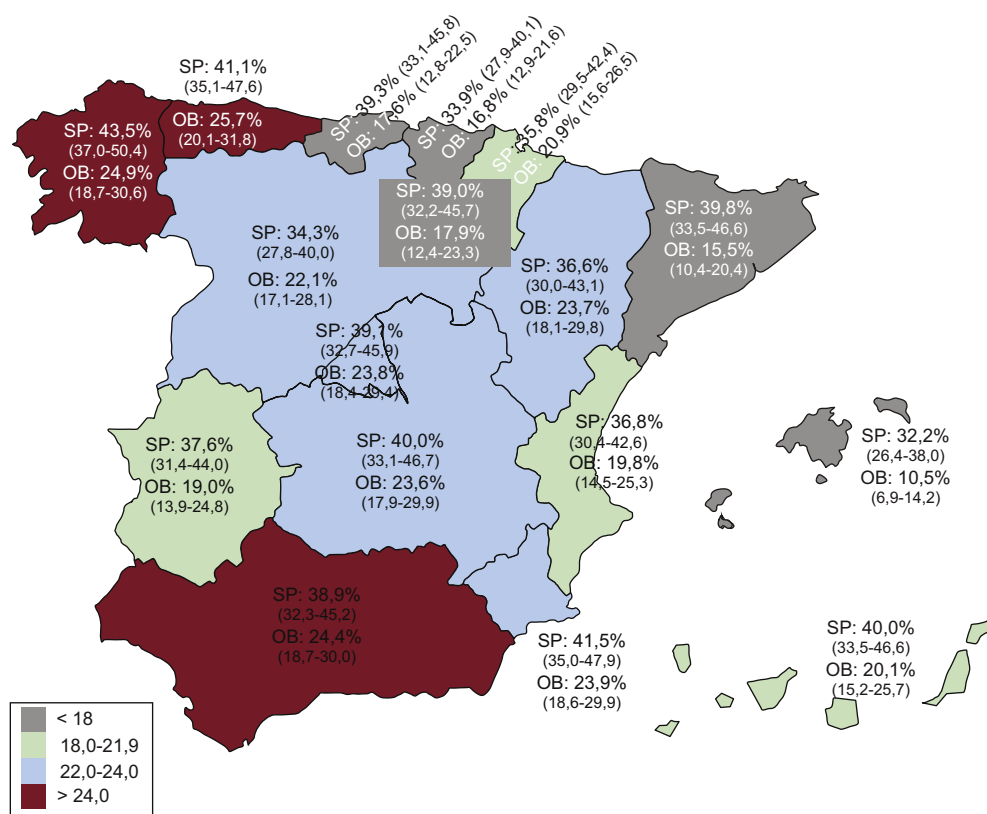 SP: 41,1%
(35,1-47,6)
OB: 25,7%
(20,1-31,8)
SP: 43,5%
(37,0-50,4)
OB: 24,9%
(18,7-30,6)
SP: 39,3% (33,1-45,8)
OB: 17,6% (12,8-22,5)
SP: 33,9% (27,9-40,1)
OB: 16,8% (12,9-21,6)
SP: 35,8% (29,5-42,4)
OB: 20,9% (15,6-26,5)
SP: 39,0%
(32,2-45,7)
OB: 17,9%
(12,4-23,3)
SP: 39,8%
(33,5-46,6)
OB: 15,5%
(10,4-20,4)
SP: 34,3%
(27,8-40,0)
OB: 22,1%
(17,1-28,1)
SP: 36,6%
(30,0-43,1)
OB: 23,7%
(18,1-29,8)
SP: 39,1%
(32,7-45,9)
OB: 23,8%
(18,4-29,4)
SP: 37,6%
(31,4-44,0)
OB: 19,0%
(13,9-24,8)
SP: 40,0%
(33,1-46,7)
OB: 23,6%
(17,9-29,9)
SP: 36,8%
(30,4-42,6)
OB: 19,8%
(14,5-25,3)
SP: 32,2%
(26,4-38,0)
OB: 10,5%
(6,9-14,2)
SP: 38,9%
(32,3-45,2)
OB: 24,4%
(18,7-30,0)
SP: 41,5%
(35,0-47,9)
OB: 23,9%
(18,6-29,9)
SP: 40,0%
(33,5-46,6)
OB: 20,1%
(15,2-25,7)
< 18
18,0-21,9
22,0-24,0
> 24,0